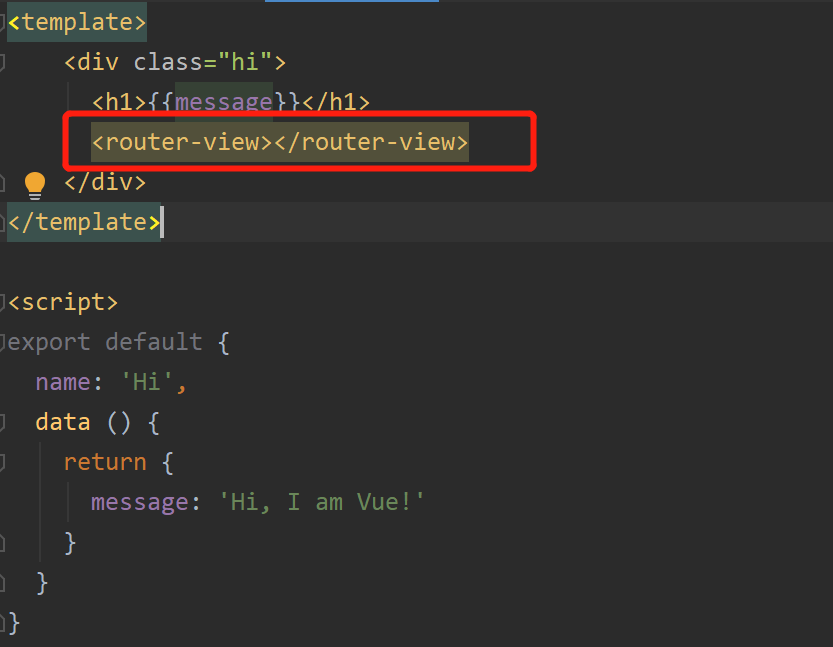 <template>
    <div class="hi">
      <h1>{{message}}</h1>
      <router-view></router-view>
    </div>
</template>
<script>
export default {
  name: 'Hi',
  data () {
    return {
      message: 'Hi, I am Vue!'
    }
  }
}